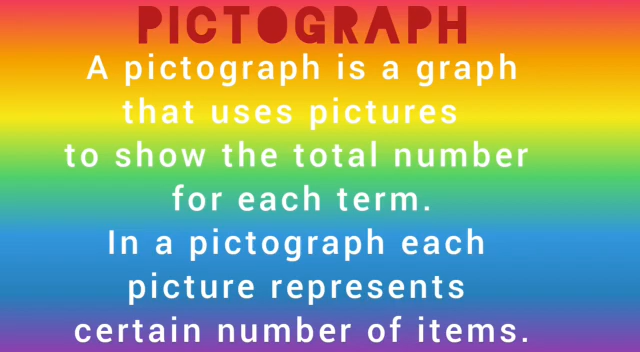 PICTOGRAPH
A pictograph is a graph
that uses pictures
to show the total number
for each term.
In a pictograph each
picture represents
certain number of items.